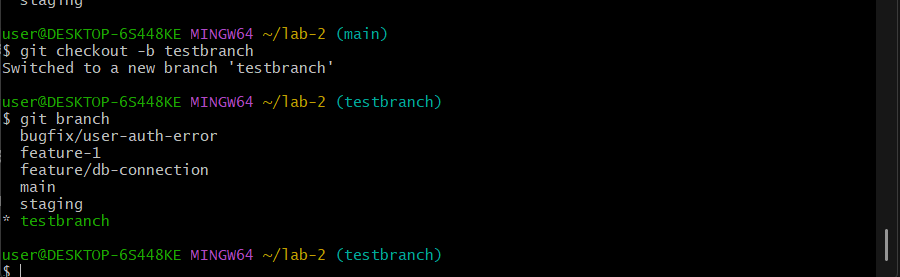 staging
user@DESKTOP-6S448KE MINGW64 ~/lab-2 (main)
$ git checkout -b testbranch
Switched to a new branch 'testbranch'
user@DESKTOP-6S448KE MINGW64 ~/lab-2 (testbranch)
$ git branch
  bugfix/user-auth-error
  feature-1
  feature/db-connection
  main
  staging
* testbranch
user@DESKTOP-6S448KE MINGW64 ~/lab-2 (testbranch)
$